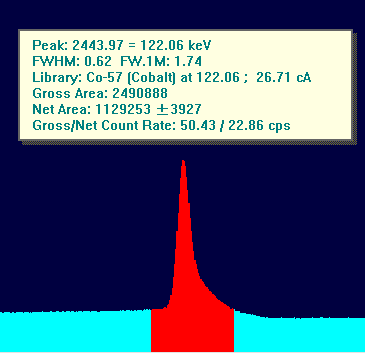 Peak: 2443.97 = 122.06 keV
FWHM: 0.62 FW.1M: 1.74
Library: Co-57 (Cobalt) at 122.06 ; 26.71 cA
Gross Area: 2490888
Net Area: 1129253 ±3927
Gross/Net Count Rate: 50.43 / 22.86 cps